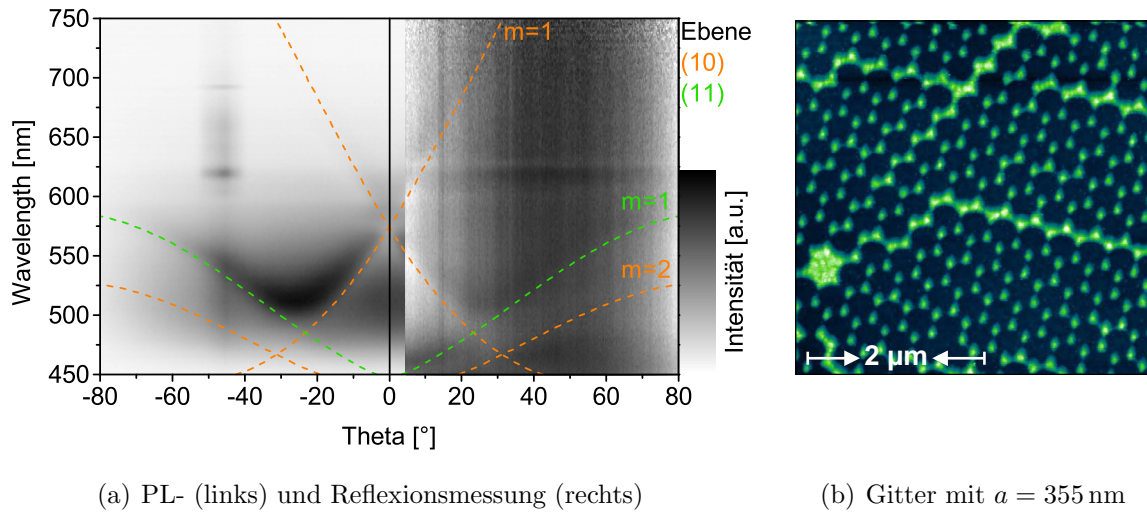 750
700
650
600
550
500
450
Wavelength [nm]
-80 -60 -40 -20 0 20 40 60 80
Theta [°]
m=1
m=1
m=2
Ebene
(10)
(11)
Intensität [a.u.]
2 µm
(a) PL- (links) und Reflexionsmessung (rechts)
(b) Gitter mit a = 355 nm